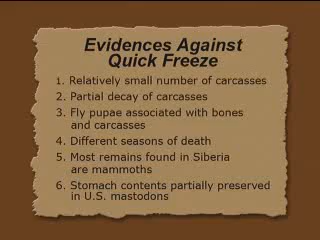 Evidences Against
Quick Freeze
1. Relatively small number of carcasses
2. Partial decay of carcasses
3. Fly pupae associated with bones
and carcasses
4. Different seasons of death
5. Most remains found in Siberia
are mammoths
6. Stomach contents partially preserved
in U.S. mastodons